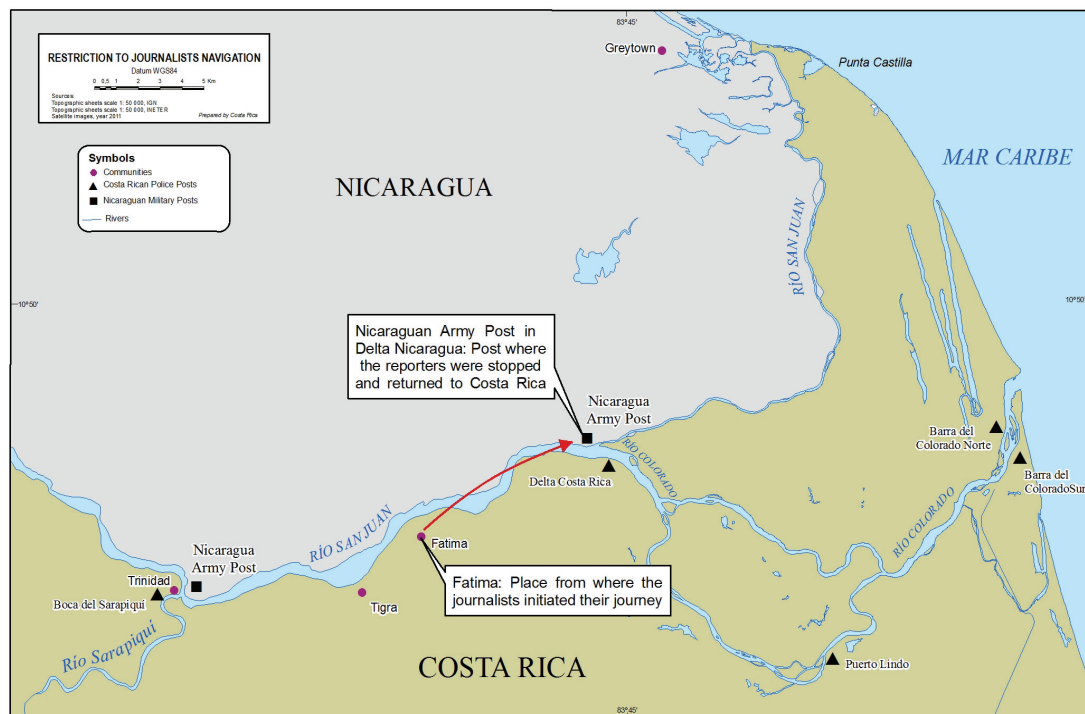 83°45'
RESTRICTION TO JOURNALISTS NAVIGATION
Datum WGS84
0 0,5 1 2 3 4 5 Km
Sources:
Topographic sheets scale 1: 50 000, IGN
Topographic sheets scale 1: 50 000, INETER
Satellite images, year 2011
Prepared by Costa Rica
Symbols
Communities
Costa Rican Police Posts
Nicaraguan Military Posts
Rivers
Greytown
Punta Castilla
MAR CARIBE
NICARAGUA
RÍO SAN JUAN
10°50'
10°50'
Nicaraguan Army Post in
Delta Nicaragua: Post where
the reporters were stopped
and returned to Costa Rica
Nicaragua
Army Post
Barra del
Colorado Norte
Barra del
ColoradoSur
RÍO COLORADO
Delta Costa Rica
RÍO COLORADO
RÍO SAN JUAN
Fatima
Nicaragua
Army Post
Trinidad
Boca del Sarapiquí
Tigra
Fatima: Place from where the
journalists initiated their journey
Río Sarapiquí
COSTA RICA
Puerto Lindo
83°45'